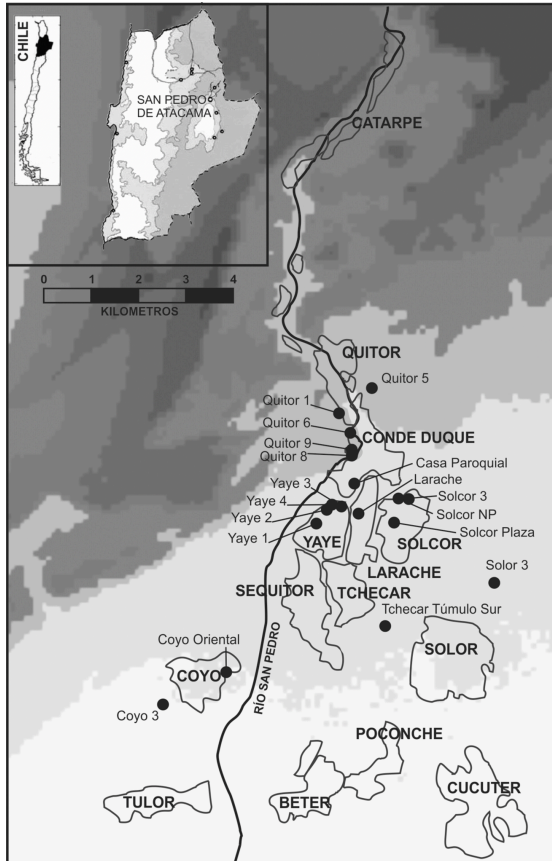 CHILE
SAN PEDRO
DE ATACAMA
CATARPE
0 1 2 3 4
KILOMETROS
QUITOR
Quitor 5
Quitor 1
Quitor 6
CONDE DUQUE
Quitor 9
Quitor 8
Casa Paroquial
Yaye 3
Larache
Yaye 4
Solcor 3
Yaye 2
Solcor NP
Yaye 1
Solcor Plaza
YAYE
SOLCOR
LARACHE
Solor 3
SEQUITOR
TCHECAR
Tchecar Túmulo Sur
Coyo Oriental
SOLOR
COYO
RÍO SAN PEDRO
Coyo 3
POCONCHE
TULOR
BETER
CUCUTER